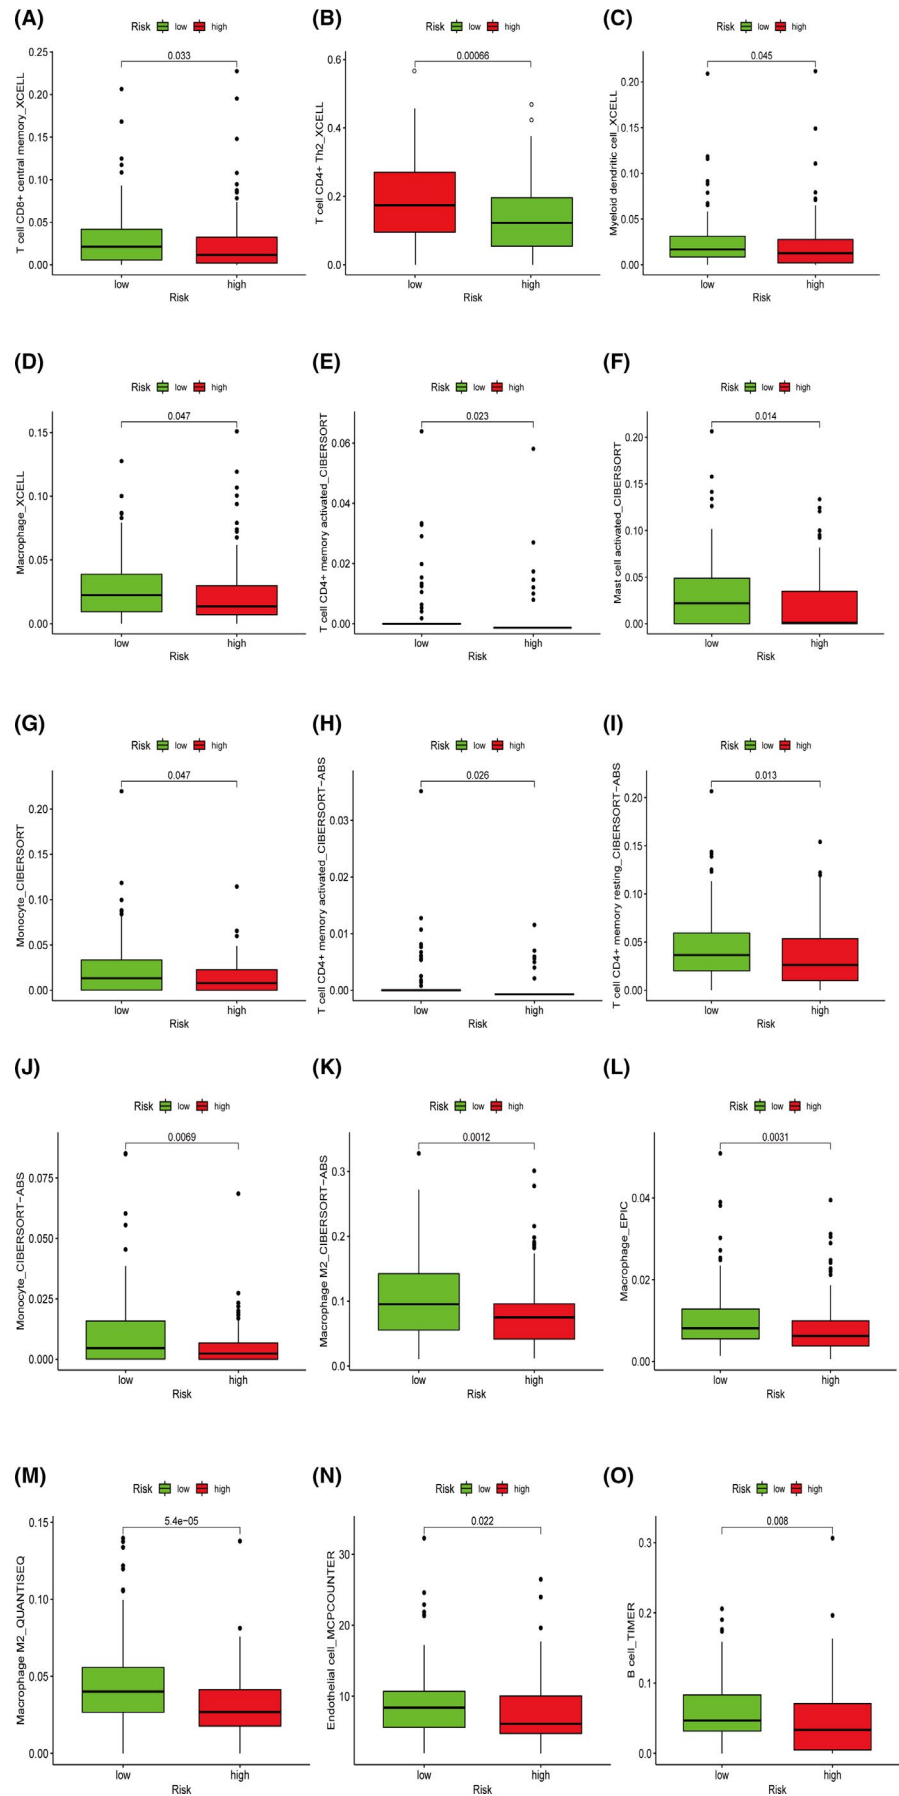 (A)
Risk low high
T cell CD8+ central memory_XCELL
0.25
0.20
0.15
0.10
0.05
0.00
0.033
low high
Risk
(B)
Risk low high
T cell CD4+ Th2_XCELL
0.6
0.4
0.2
0.0
0.00066
low high
Risk
(C)
Risk low high
Myeloid dendritic cell_XCELL
0.20
0.15
0.10
0.05
0.00
0.045
low high
Risk
(D)
Risk low high
Macrophage_XCELL
0.15
0.10
0.05
0.00
0.047
low high
Risk
(E)
Risk low high
T cell CD4+ memory activated_CIBERSORT
0.06
0.04
0.02
0.00
0.023
low high
Risk
(F)
Risk low high
Mast cell activated_CIBERSORT
0.20
0.15
0.10
0.05
0.00
0.014
low high
Risk
(G)
Risk low high
Monocyte_CIBERSORT
0.20
0.15
0.10
0.05
0.00
0.047
low high
Risk
(H)
Risk low high
T cell CD4+ memory activated_CIBERSORT−ABS
0.03
0.02
0.01
0.00
0.026
low high
Risk
(I)
Risk low high
T cell CD4+ memory resting_CIBERSORT−ABS
0.20
0.15
0.10
0.05
0.00
0.013
low high
Risk
(J)
Risk low high
Monocyte_CIBERSORT−ABS
0.075
0.050
0.025
0.000
0.0069
low high
Risk
(K)
Risk low high
Macrophage M2_CIBERSORT−ABS
0.3
0.2
0.1
0.0
0.0012
low high
Risk
(L)
Risk low high
Macrophage_EPIC
0.04
0.02
0.00
0.0031
low high
Risk
(M)
Risk low high
Macrophage M2_QUANTISEQ
0.15
0.10
0.05
0.00
5.4e−05
low high
Risk
(N)
Risk low high
Endothelial cell_MCPCOUNTER
30
20
10
0.022
low high
Risk
(O)
Risk low high
B cell_TIMER
0.3
0.2
0.1
0.0
0.008
low high
Risk